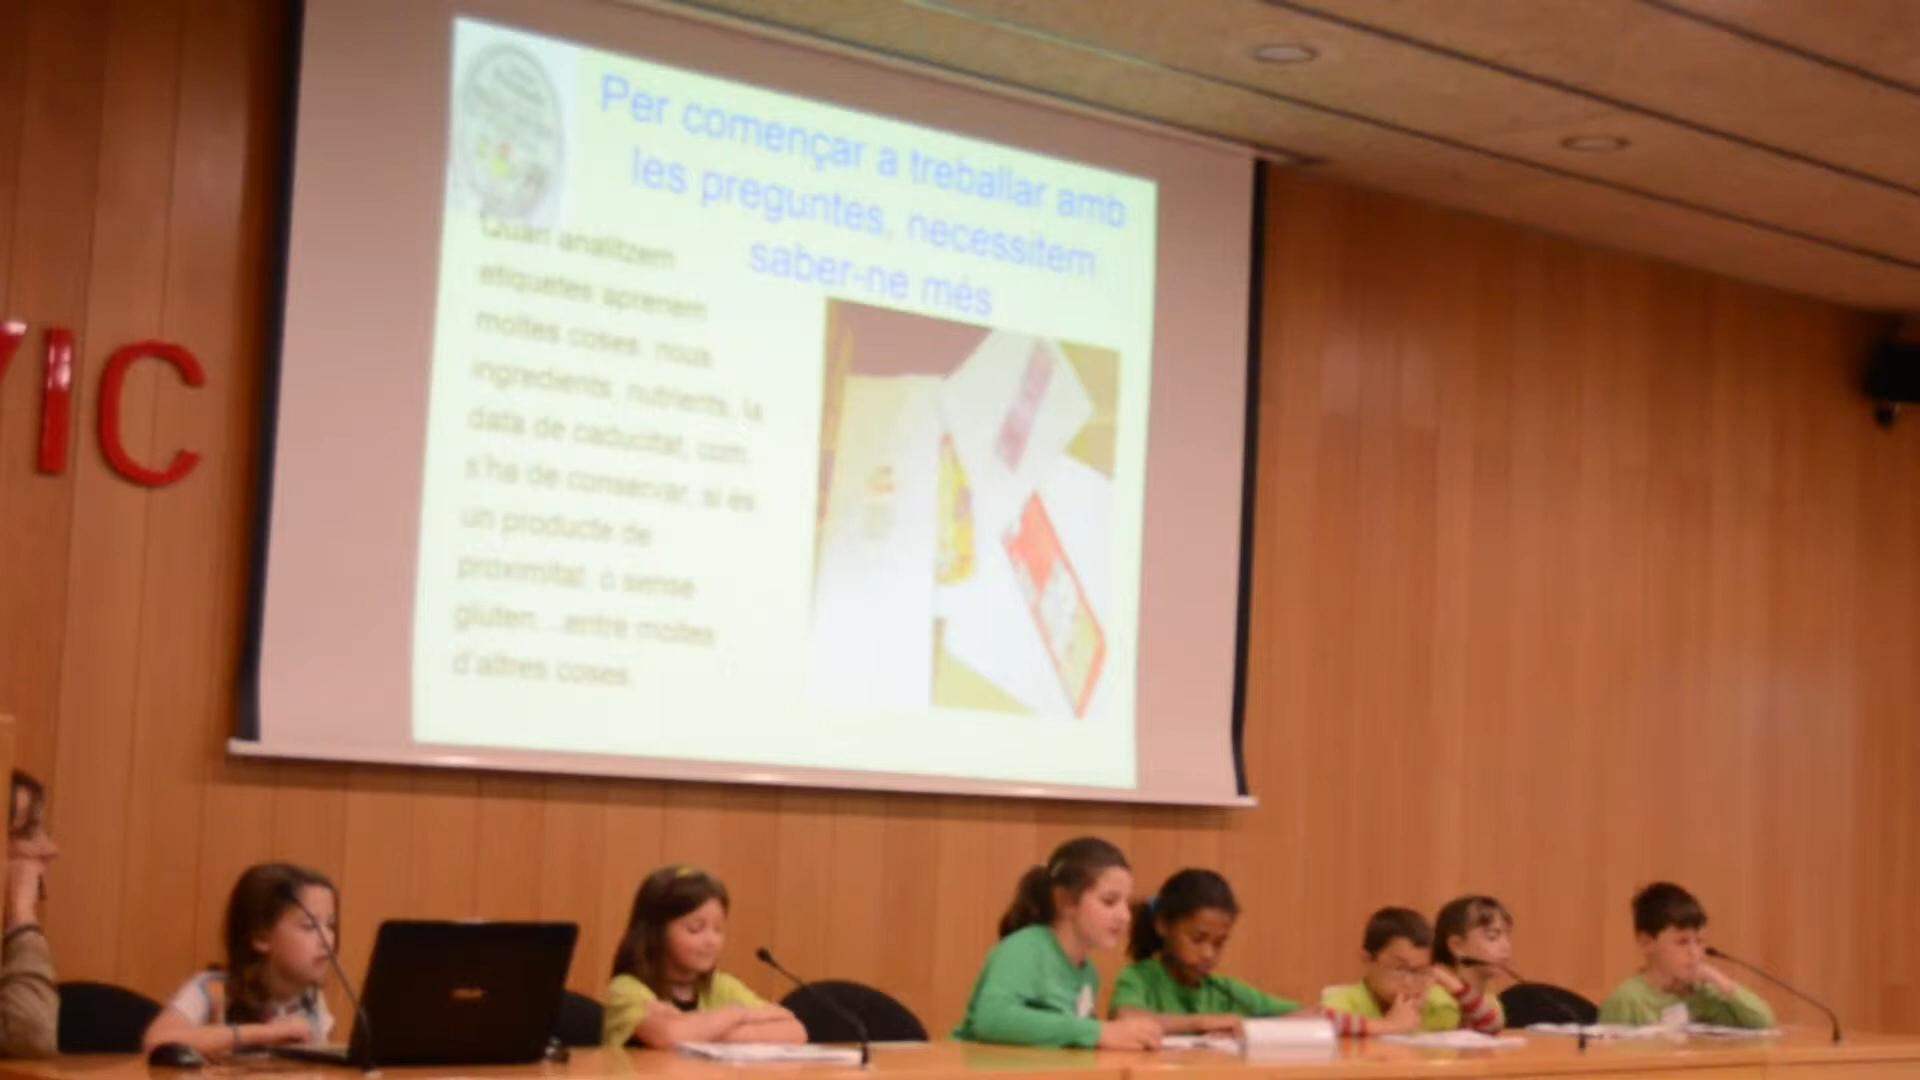 VIC
Per començar a treballar amb
les preguntes, necessitem
saber-ne més
Quan analitzem
etiquetes aprenem
moltes coses: nous
ingredients, nutrients, la
data de caducitat, com
s'ha de conservar, si és
un producte de
proximitat, o sense
gluten...entre moltes
d'altres coses.